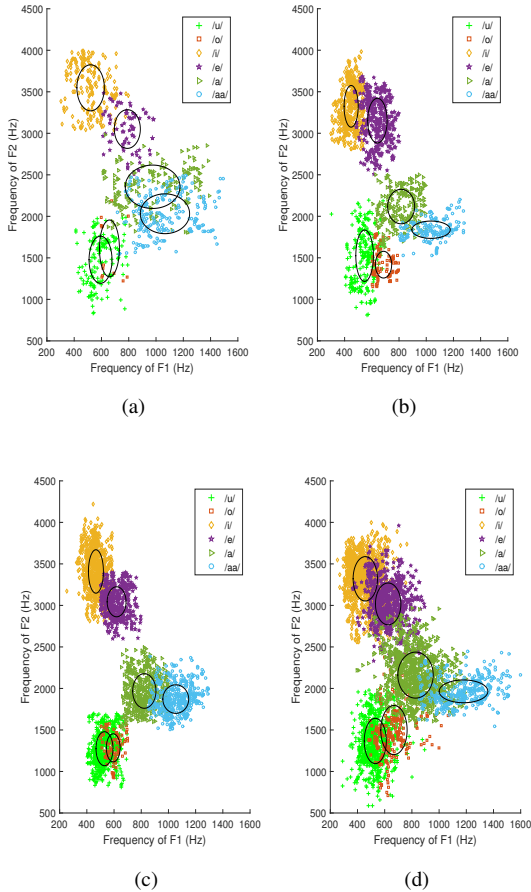 4500
4000
3500
3000
2500
2000
1500
1000
500
200 400 600 800 1000 1200 1400 1600
Frequency of F1 (Hz)
Frequency of F2 (Hz)
/u/
/o/
/i/
/e/
/a/
/aa/
(a)
4500
4000
3500
3000
2500
2000
1500
1000
500
200 400 600 800 1000 1200 1400 1600
Frequency of F1 (Hz)
Frequency of F2 (Hz)
/u/
/o/
/i/
/e/
/a/
/aa/
(b)
4500
4000
3500
3000
2500
2000
1500
1000
500
200 400 600 800 1000 1200 1400 1600
Frequency of F1 (Hz)
Frequency of F2 (Hz)
/u/
/o/
/i/
/e/
/a/
/aa/
(c)
4500
4000
3500
3000
2500
2000
1500
1000
500
200 400 600 800 1000 1200 1400 1600
Frequency of F1 (Hz)
Frequency of F2 (Hz)
/u/
/o/
/i/
/e/
/a/
/aa/
(d)